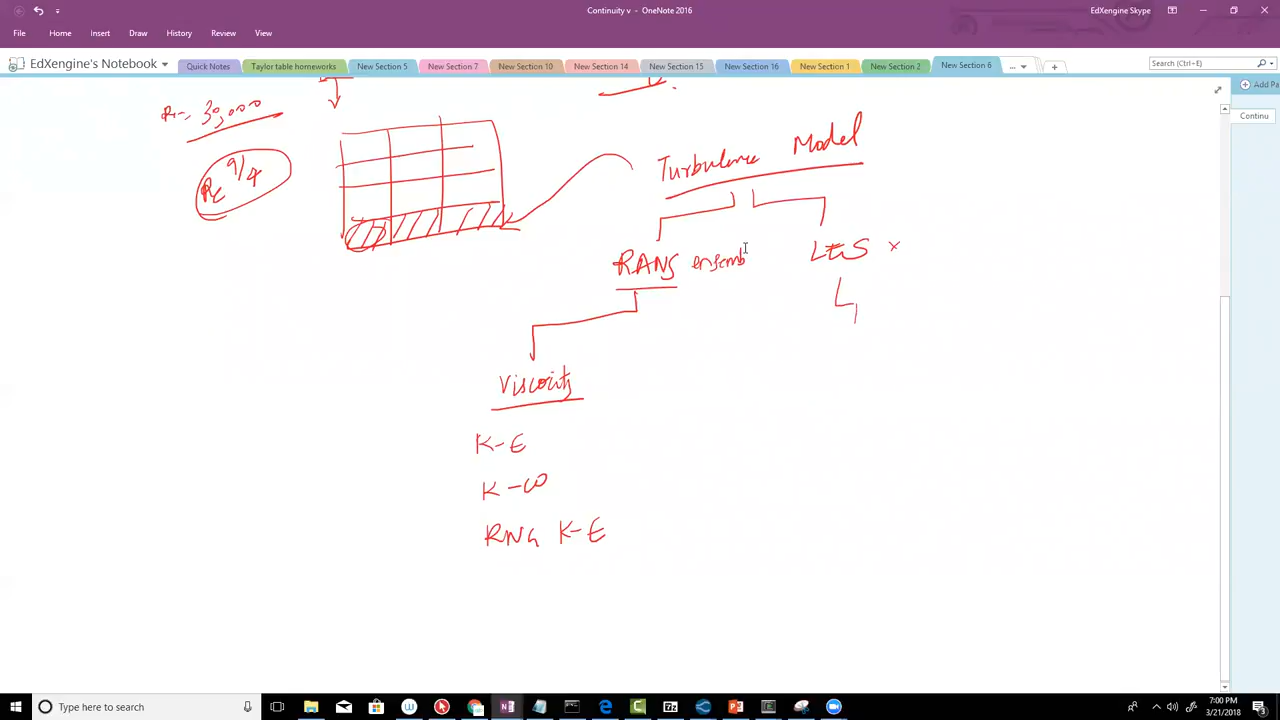 Continuity v - OneNote 2016
EdXengine Skype
File Home Insert Draw History Review View
EdXengine's Notebook
Quick Notes
Taylor table homeworks
New Section 5
New Section 7
New Section 10
New Section 14
New Section 15
New Section 16
New Section 1
New Section 2
New Section 6
...
Search (Ctrl+E)
Add Pa
Continu
30,000
Re 9/4
Turbulence Model
RANS ensemb
LES ×
Viscosity
K-E
K-ω
RNG K-E
Type here to search
7:00 PM
3/21/2018